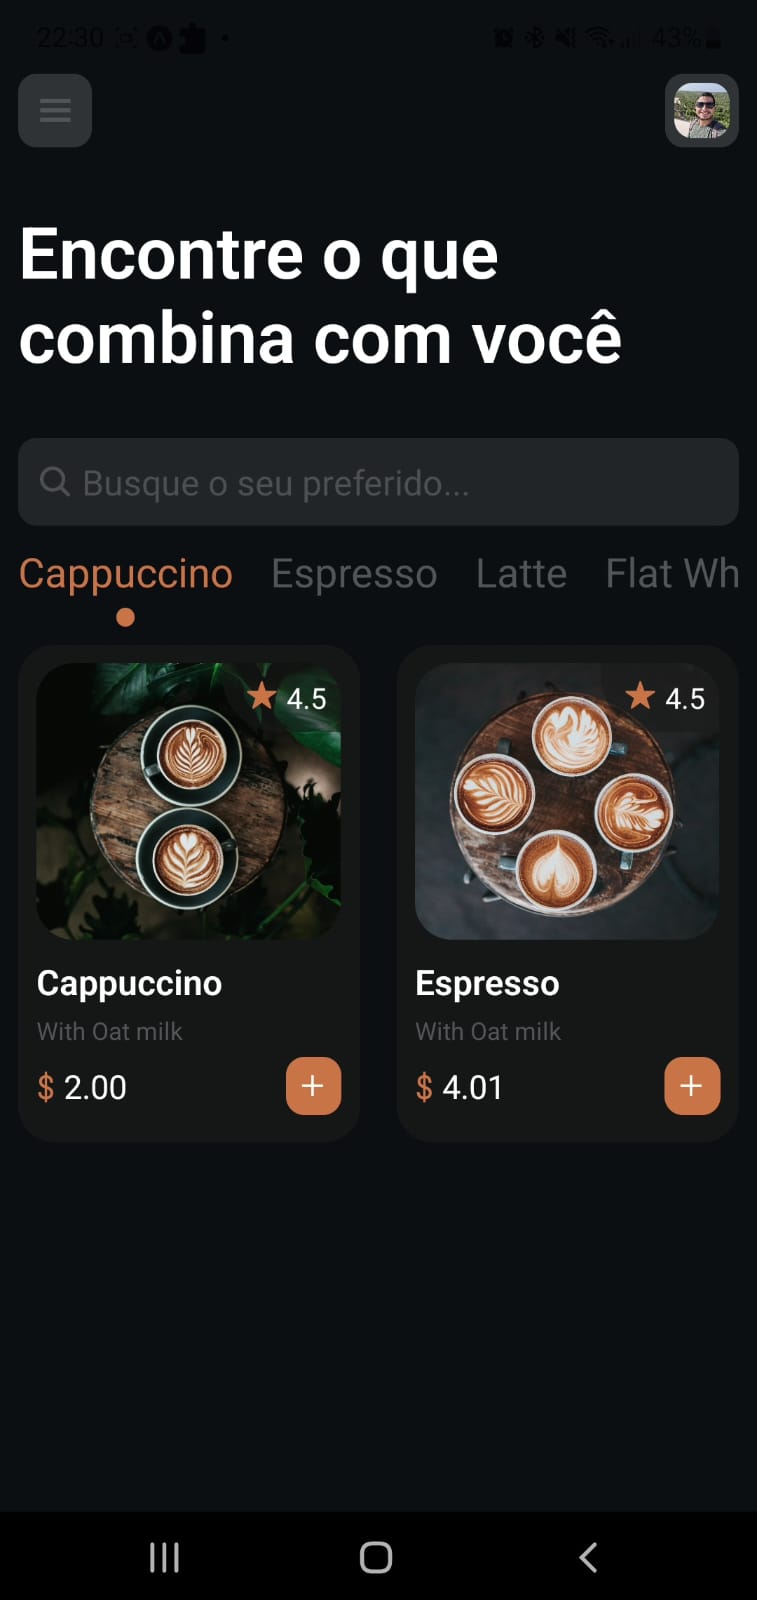 22:30
43%
Encontre o que
combina com você
Busque o seu preferido...
Cappuccino Espresso Latte Flat Wh
4.5
4.5
Cappuccino
With Oat milk
$ 2.00
+
Espresso
With Oat milk
$ 4.01
+